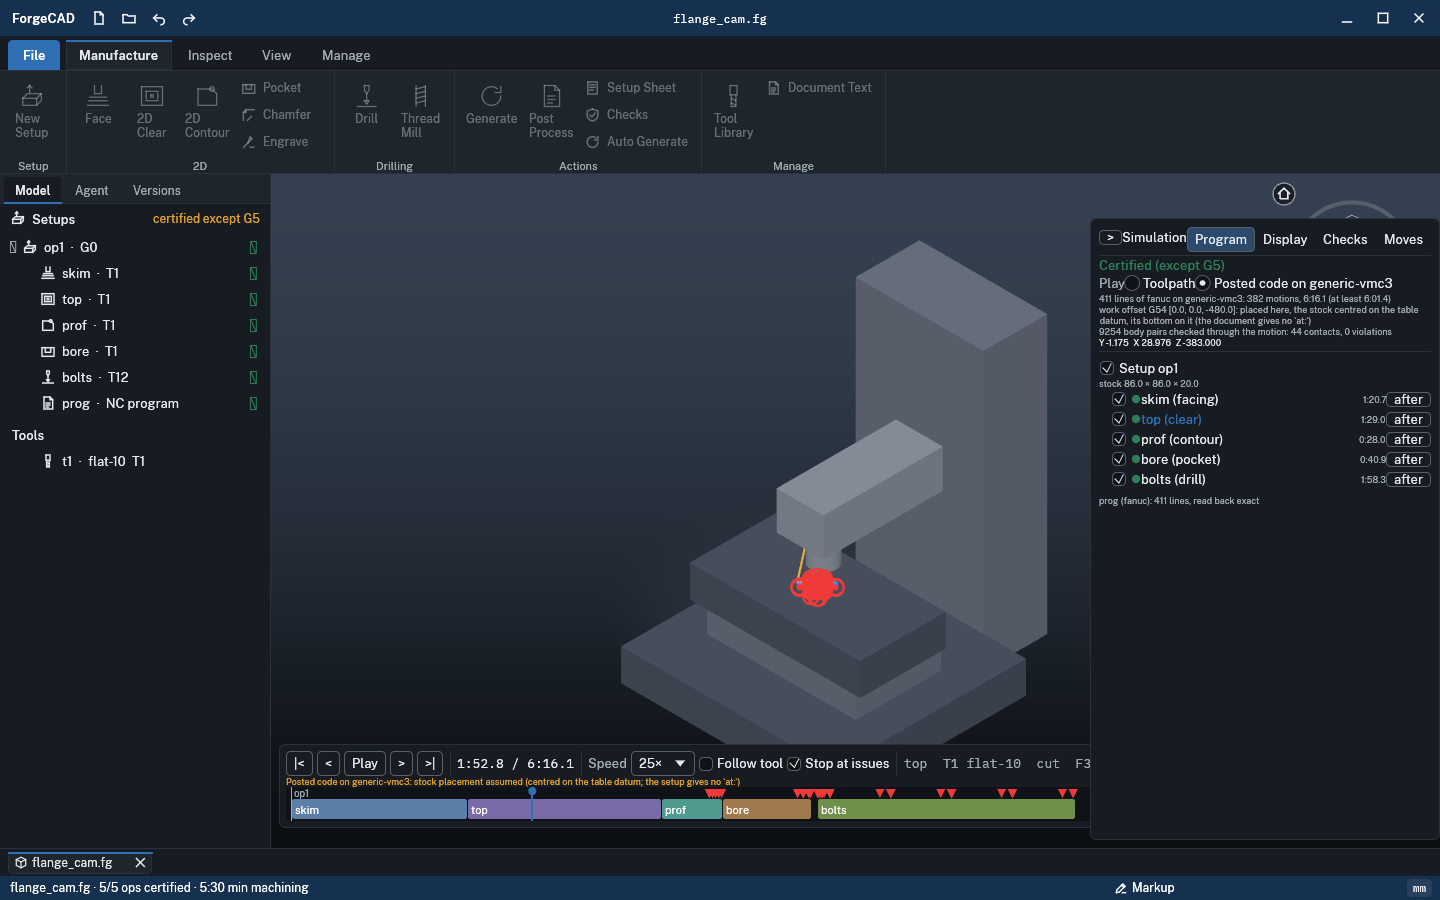 ForgeCAD
flange_cam.fg
File Manufacture Inspect View Manage
New Setup
Face
2D Clear
2D Contour
Pocket
Chamfer
Engrave
Drill
Thread Mill
Generate
Post Process
Setup Sheet
Checks
Auto Generate
Tool Library
Document Text
Setup 2D Drilling Actions Manage
Model Agent Versions
Setups certified except G5
op1 · G0
skim · T1
top · T1
prof · T1
bore · T1
bolts · T12
prog · NC program
Tools
t1 · flat-10 T1
> Simulation Program Display Checks Moves
Certified (except G5)
Play Toolpath Posted code on generic-vmc3
411 lines of fanuc on generic-vmc3: 382 motions, 6:16.1 (at least 6:01.4)
work offset G54 [0.0, 0.0, -480.0]: placed here, the stock centred on the table
datum, its bottom on it (the document gives no 'at:')
9254 body pairs checked through the motion: 44 contacts, 0 violations
Y -1.175 X 28.976 Z -383.000
Setup op1
stock 86.0 × 86.0 × 20.0
skim (facing) 1:20.7 after
top (clear) 1:29.0 after
prof (contour) 0:28.0 after
bore (pocket) 0:40.9 after
bolts (drill) 1:58.3 after
prog (fanuc): 411 lines, read back exact
|< < Play > >| 1:52.8 / 6:16.1 Speed 25× Follow tool Stop at issues top T1 flat-10 cut F3
Posted code on generic-vmc3: stock placement assumed (centred on the table datum; the setup gives no 'at:')
op1
skim top prof bore bolts
flange_cam.fg
flange_cam.fg · 5/5 ops certified · 5:30 min machining Markup mm